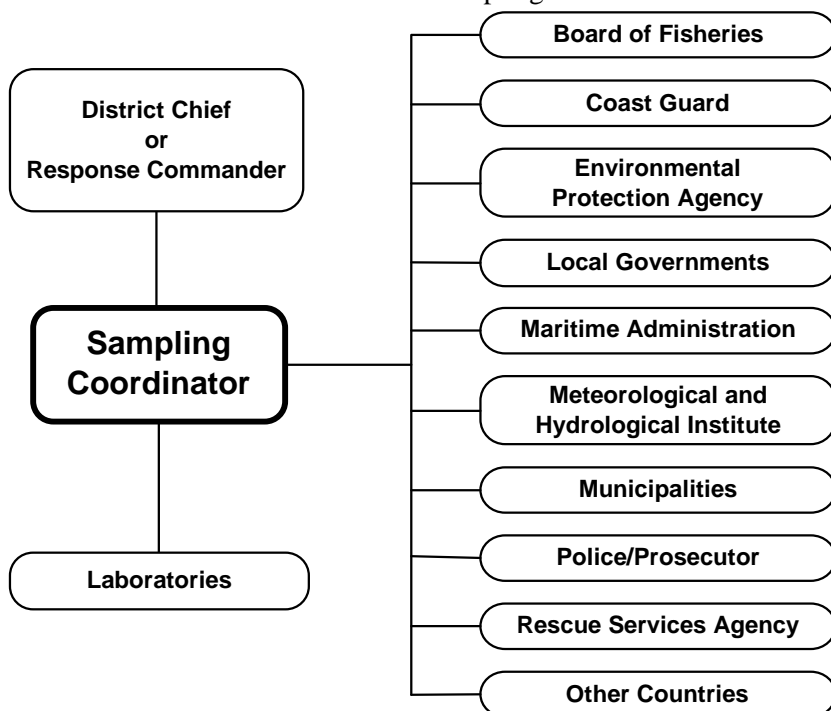 District Chief
or
Response Commander
Sampling
Coordinator
Laboratories
Board of Fisheries
Coast Guard
Environmental
Protection Agency
Local Governments
Maritime Administration
Meteorological and
Hydrological Institute
Municipalities
Police/Prosecutor
Rescue Services Agency
Other Countries